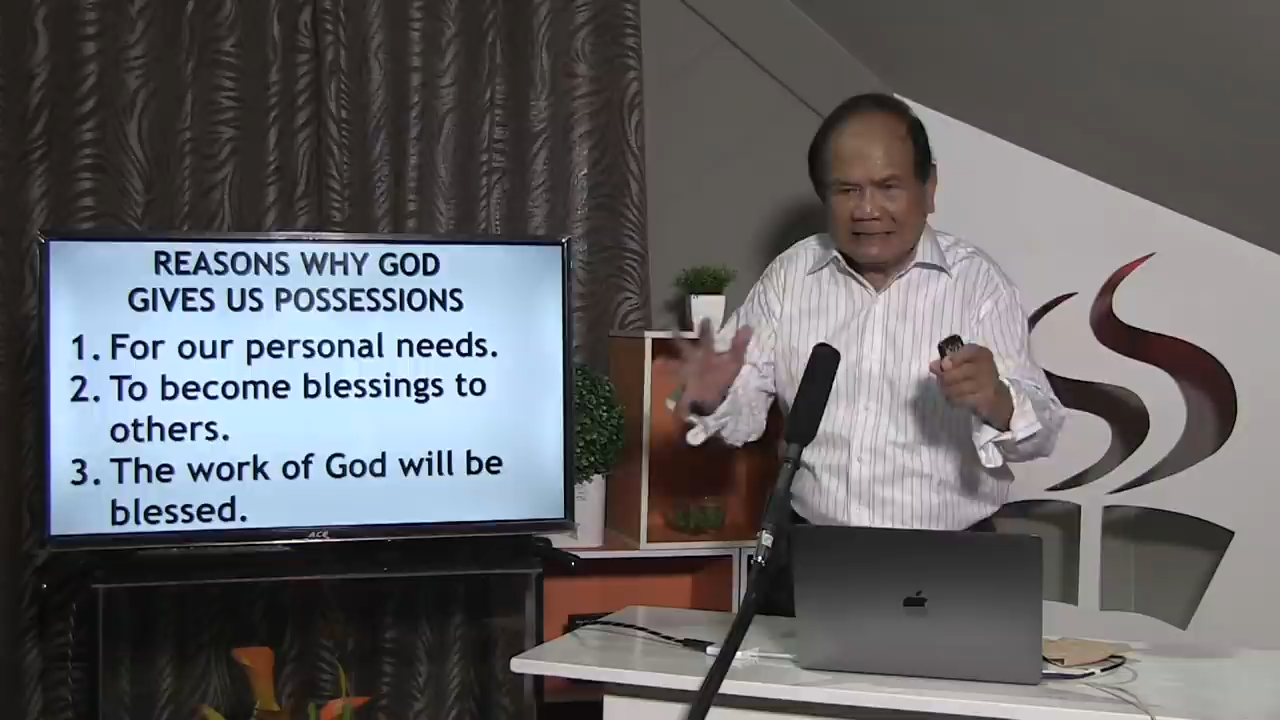 REASONS WHY GOD
GIVES US POSSESSIONS
1. For our personal needs.
2. To become blessings to
others.
3. The work of God will be
blessed.
ACE